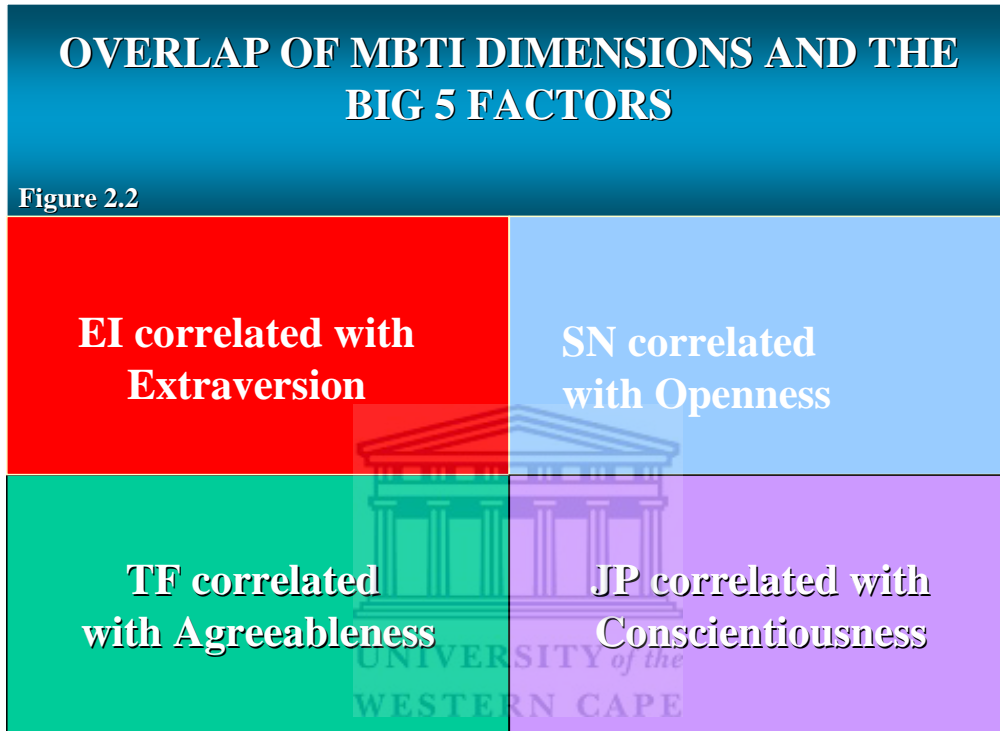 OVERLAP OF MBTI DIMENSIONS AND THE
BIG 5 FACTORS
Figure 2.2
EI correlated with
Extraversion
SN correlated
with Openness
TF correlated
with Agreeableness
JP correlated with
Conscientiousness
UNIVERSITY of the
WESTERN CAPE